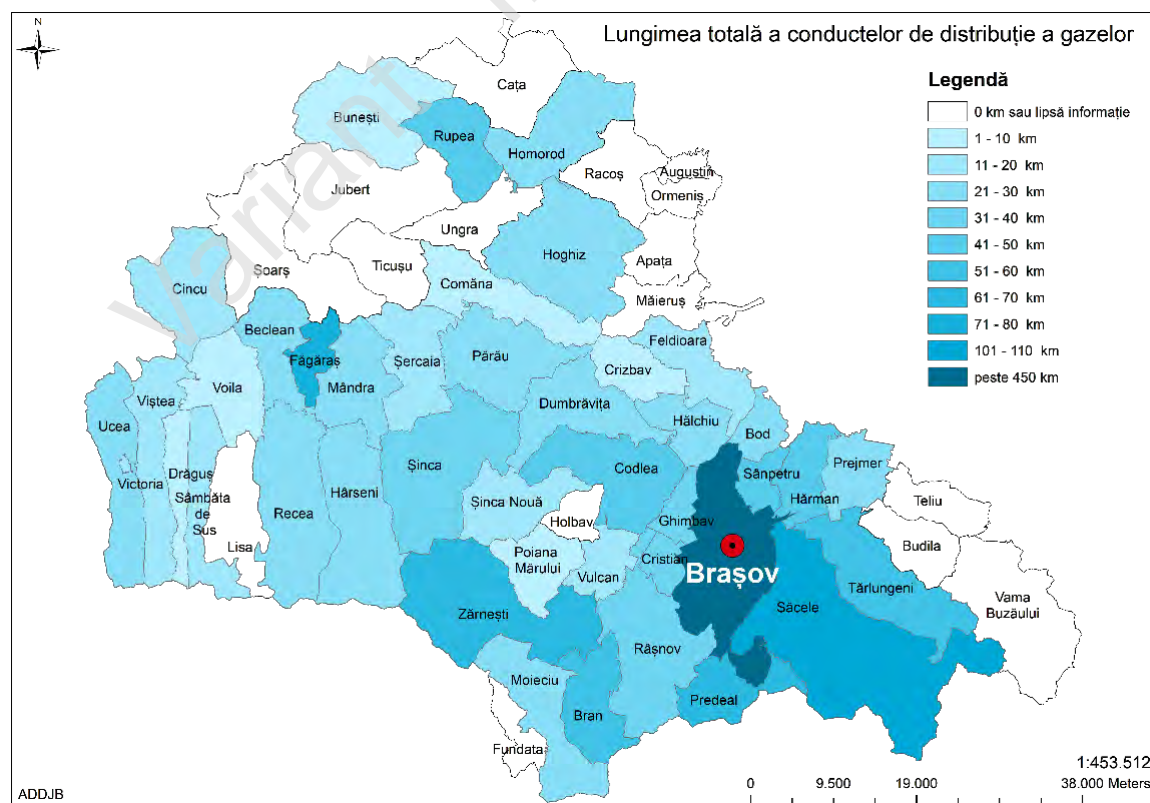 Lungimea totală a conductelor de distribuție a gazelor
N
Legendă
0 km sau lipsă informație
1 - 10 km
11 - 20 km
21 - 30 km
31 - 40 km
41 - 50 km
51 - 60 km
61 - 70 km
71 - 80 km
101 - 110 km
peste 450 km
Variant
Cața
Bunești
Rupea
Homorod
Racoș
Augustin
Ormeniș
Jubert
Ungra
Hoghiz
Apața
Șoarș
Ticușu
Cincu
Comăna
Măieruș
Beclean
Feldioara
Făgăraș
Mândra
Șercaia
Părău
Crizbav
Voila
Viștea
Ucea
Dumbrăvița
Hălchiu
Bod
Victoria
Drăguș
Sâmbăta
de
Sus
Lisa
Recea
Hârseni
Șinca
Codlea
Sânpetru
Prejmer
Hărman
Teliu
Șinca Nouă
Holbav
Ghimbav
Budila
Poiana
Mărului
Vulcan
Cristian
Brașov
Tărlungeni
Vama
Buzăului
Zărnești
Săcele
Râșnov
Moieciu
Bran
Predeal
Fundata
1:453.512
0 9.500 19.000 38.000 Meters
ADDJB